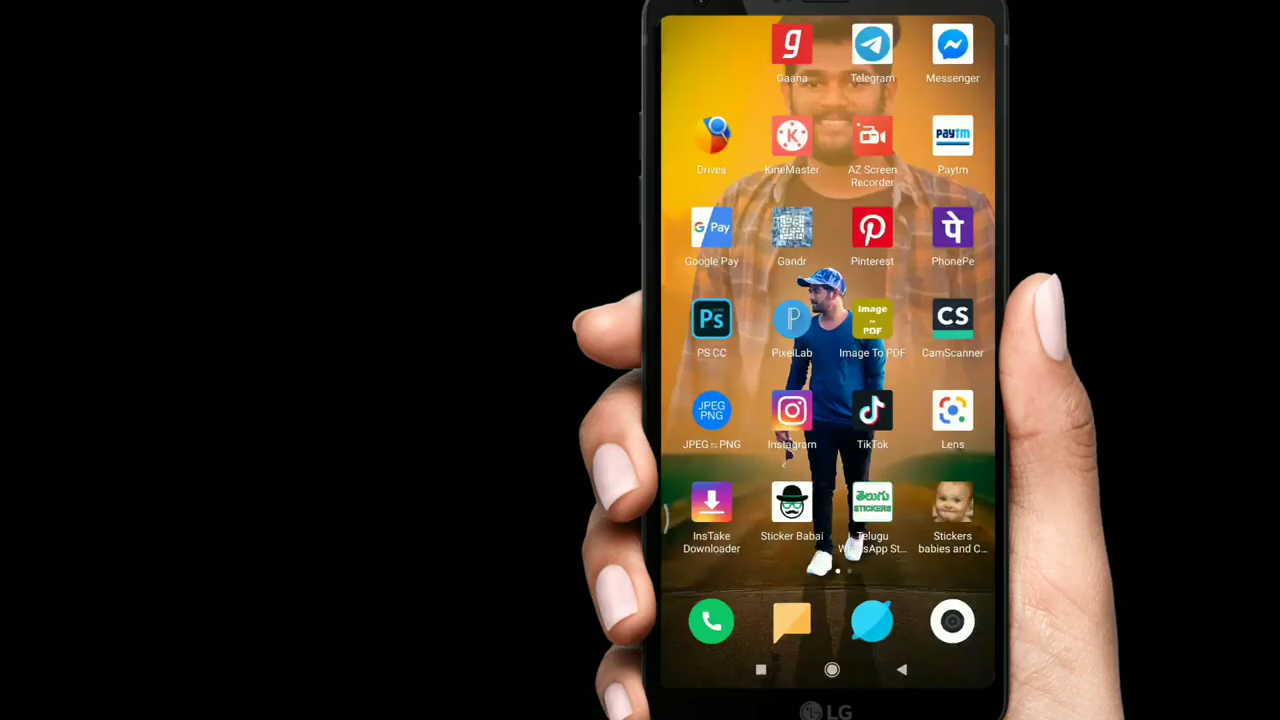 g
Gaana
Telegram
Messenger
Drives
K
KineMaster
AZ Screen
Recorder
paytm
Paytm
G Pay
Google Pay
Gandr
Pinterest
पे
PhonePe
Ps
PS CC
P
PixelLab
Image
to
PDF
Image To PDF
CS
CamScanner
JPEG
PNG
JPEG ⇆ PNG
Instagram
TikTok
Lens
InsTake
Downloader
Sticker Babai
తెలుగు
STICKERS
Telugu
WhatsApp St...
Stickers
babies and C...
LG